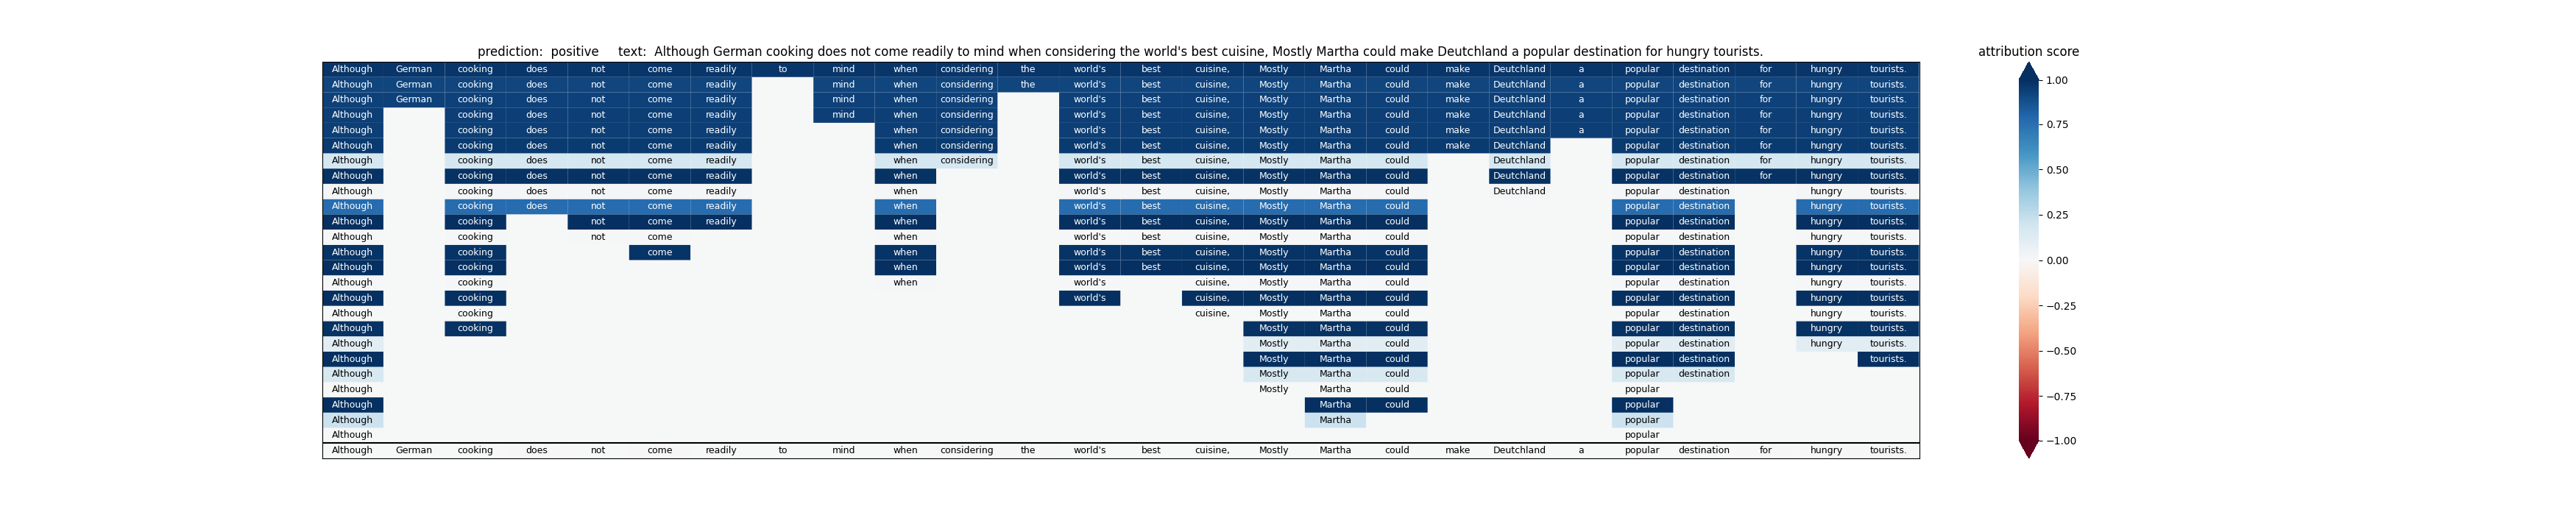 prediction:  positive     text:  Although German cooking does not come readily to mind when considering the world's best cuisine, Mostly Martha could make Deutchland a popular destination for hungry tourists.
attribution score
Although German cooking does not come readily to mind when considering the world's best cuisine, Mostly Martha could make Deutchland a popular destination for hungry tourists.
Although German cooking does not come readily mind when considering the world's best cuisine, Mostly Martha could make Deutchland a popular destination for hungry tourists.
Although German cooking does not come readily mind when considering world's best cuisine, Mostly Martha could make Deutchland a popular destination for hungry tourists.
Although cooking does not come readily mind when considering world's best cuisine, Mostly Martha could make Deutchland a popular destination for hungry tourists.
Although cooking does not come readily when considering world's best cuisine, Mostly Martha could make Deutchland a popular destination for hungry tourists.
Although cooking does not come readily when considering world's best cuisine, Mostly Martha could make Deutchland popular destination for hungry tourists.
Although cooking does not come readily when considering world's best cuisine, Mostly Martha could Deutchland popular destination for hungry tourists.
Although cooking does not come readily when world's best cuisine, Mostly Martha could Deutchland popular destination for hungry tourists.
Although cooking does not come readily when world's best cuisine, Mostly Martha could Deutchland popular destination hungry tourists.
Although cooking does not come readily when world's best cuisine, Mostly Martha could popular destination hungry tourists.
Although cooking not come readily when world's best cuisine, Mostly Martha could popular destination hungry tourists.
Although cooking not come when world's best cuisine, Mostly Martha could popular destination hungry tourists.
Although cooking come when world's best cuisine, Mostly Martha could popular destination hungry tourists.
Although cooking when world's best cuisine, Mostly Martha could popular destination hungry tourists.
Although cooking when world's cuisine, Mostly Martha could popular destination hungry tourists.
Although cooking world's cuisine, Mostly Martha could popular destination hungry tourists.
Although cooking cuisine, Mostly Martha could popular destination hungry tourists.
Although cooking Mostly Martha could popular destination hungry tourists.
Although Mostly Martha could popular destination hungry tourists.
Although Mostly Martha could popular destination tourists.
Although Mostly Martha could popular destination
Although Mostly Martha could popular
Although Martha could popular
Although Martha popular
Although popular
Although German cooking does not come readily to mind when considering the world's best cuisine, Mostly Martha could make Deutchland a popular destination for hungry tourists.
1.00
0.75
0.50
0.25
0.00
−0.25
−0.50
−0.75
−1.00